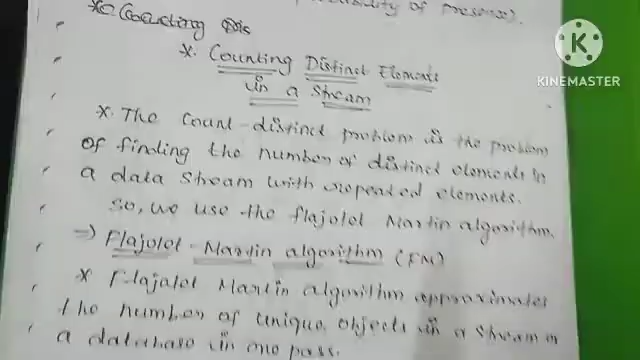 of presence).
* Counting Dis
K
KINEMASTER
*. Counting Distinct Elements
in a stream
*. The Count-distinct problem is the problem
of finding the number of distinct elements in
a data stream with repeated elements.
So, we use the flajolet Martin algorithm.
=> Flajolet-Martin algorithm (FM)
* Flajolet Martin algorithm approximates
the number of unique objects in a stream or
a database in one pass.